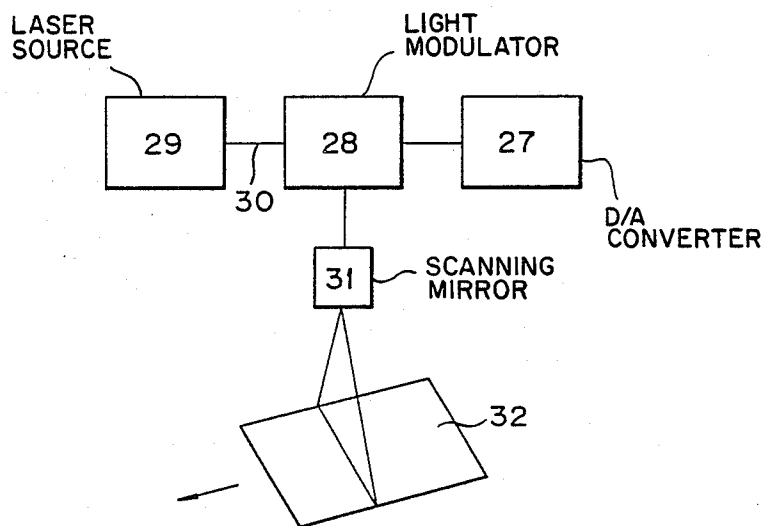 LASER
SOURCE
LIGHT
MODULATOR
29
28
27
30
D/A
CONVERTER
31
SCANNING
MIRROR
32